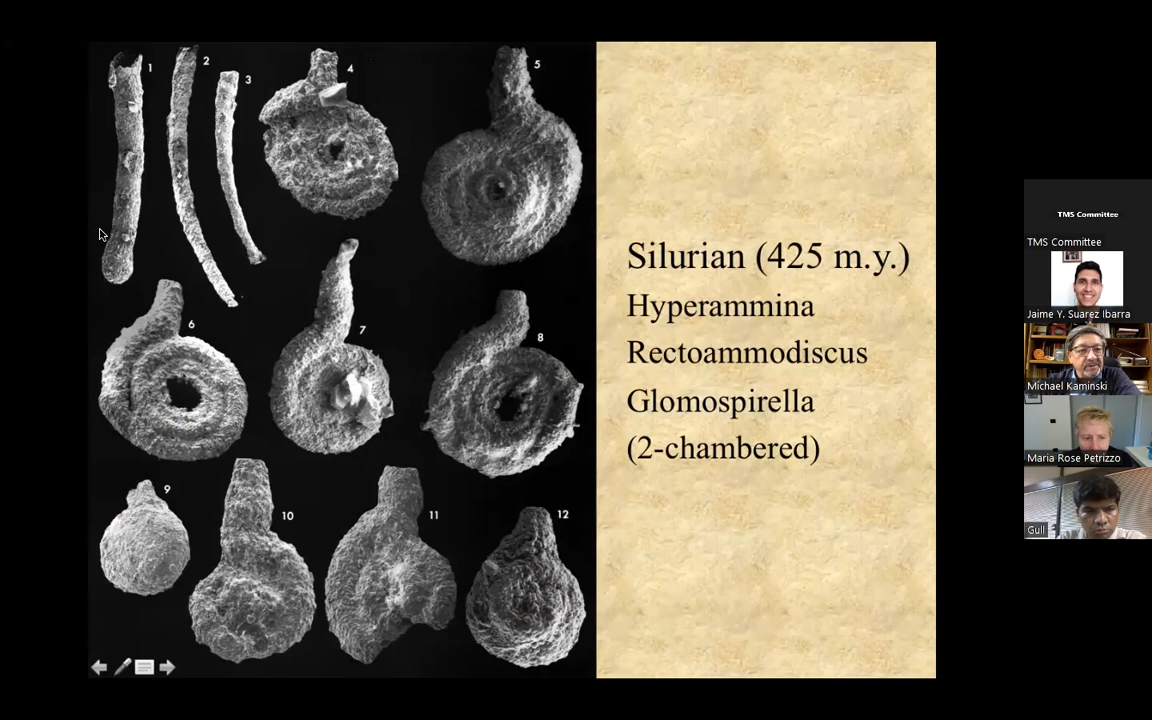 1
2
3
4
5
6
7
8
9
10
11
12
Silurian (425 m.y.)
Hyperammina
Rectoammodiscus
Glomospirella
(2-chambered)
TMS Committee
TMS Committee
Jaime Y. Suarez Ibarra
Michael Kaminski
Maria Rose Petrizzo
Gull